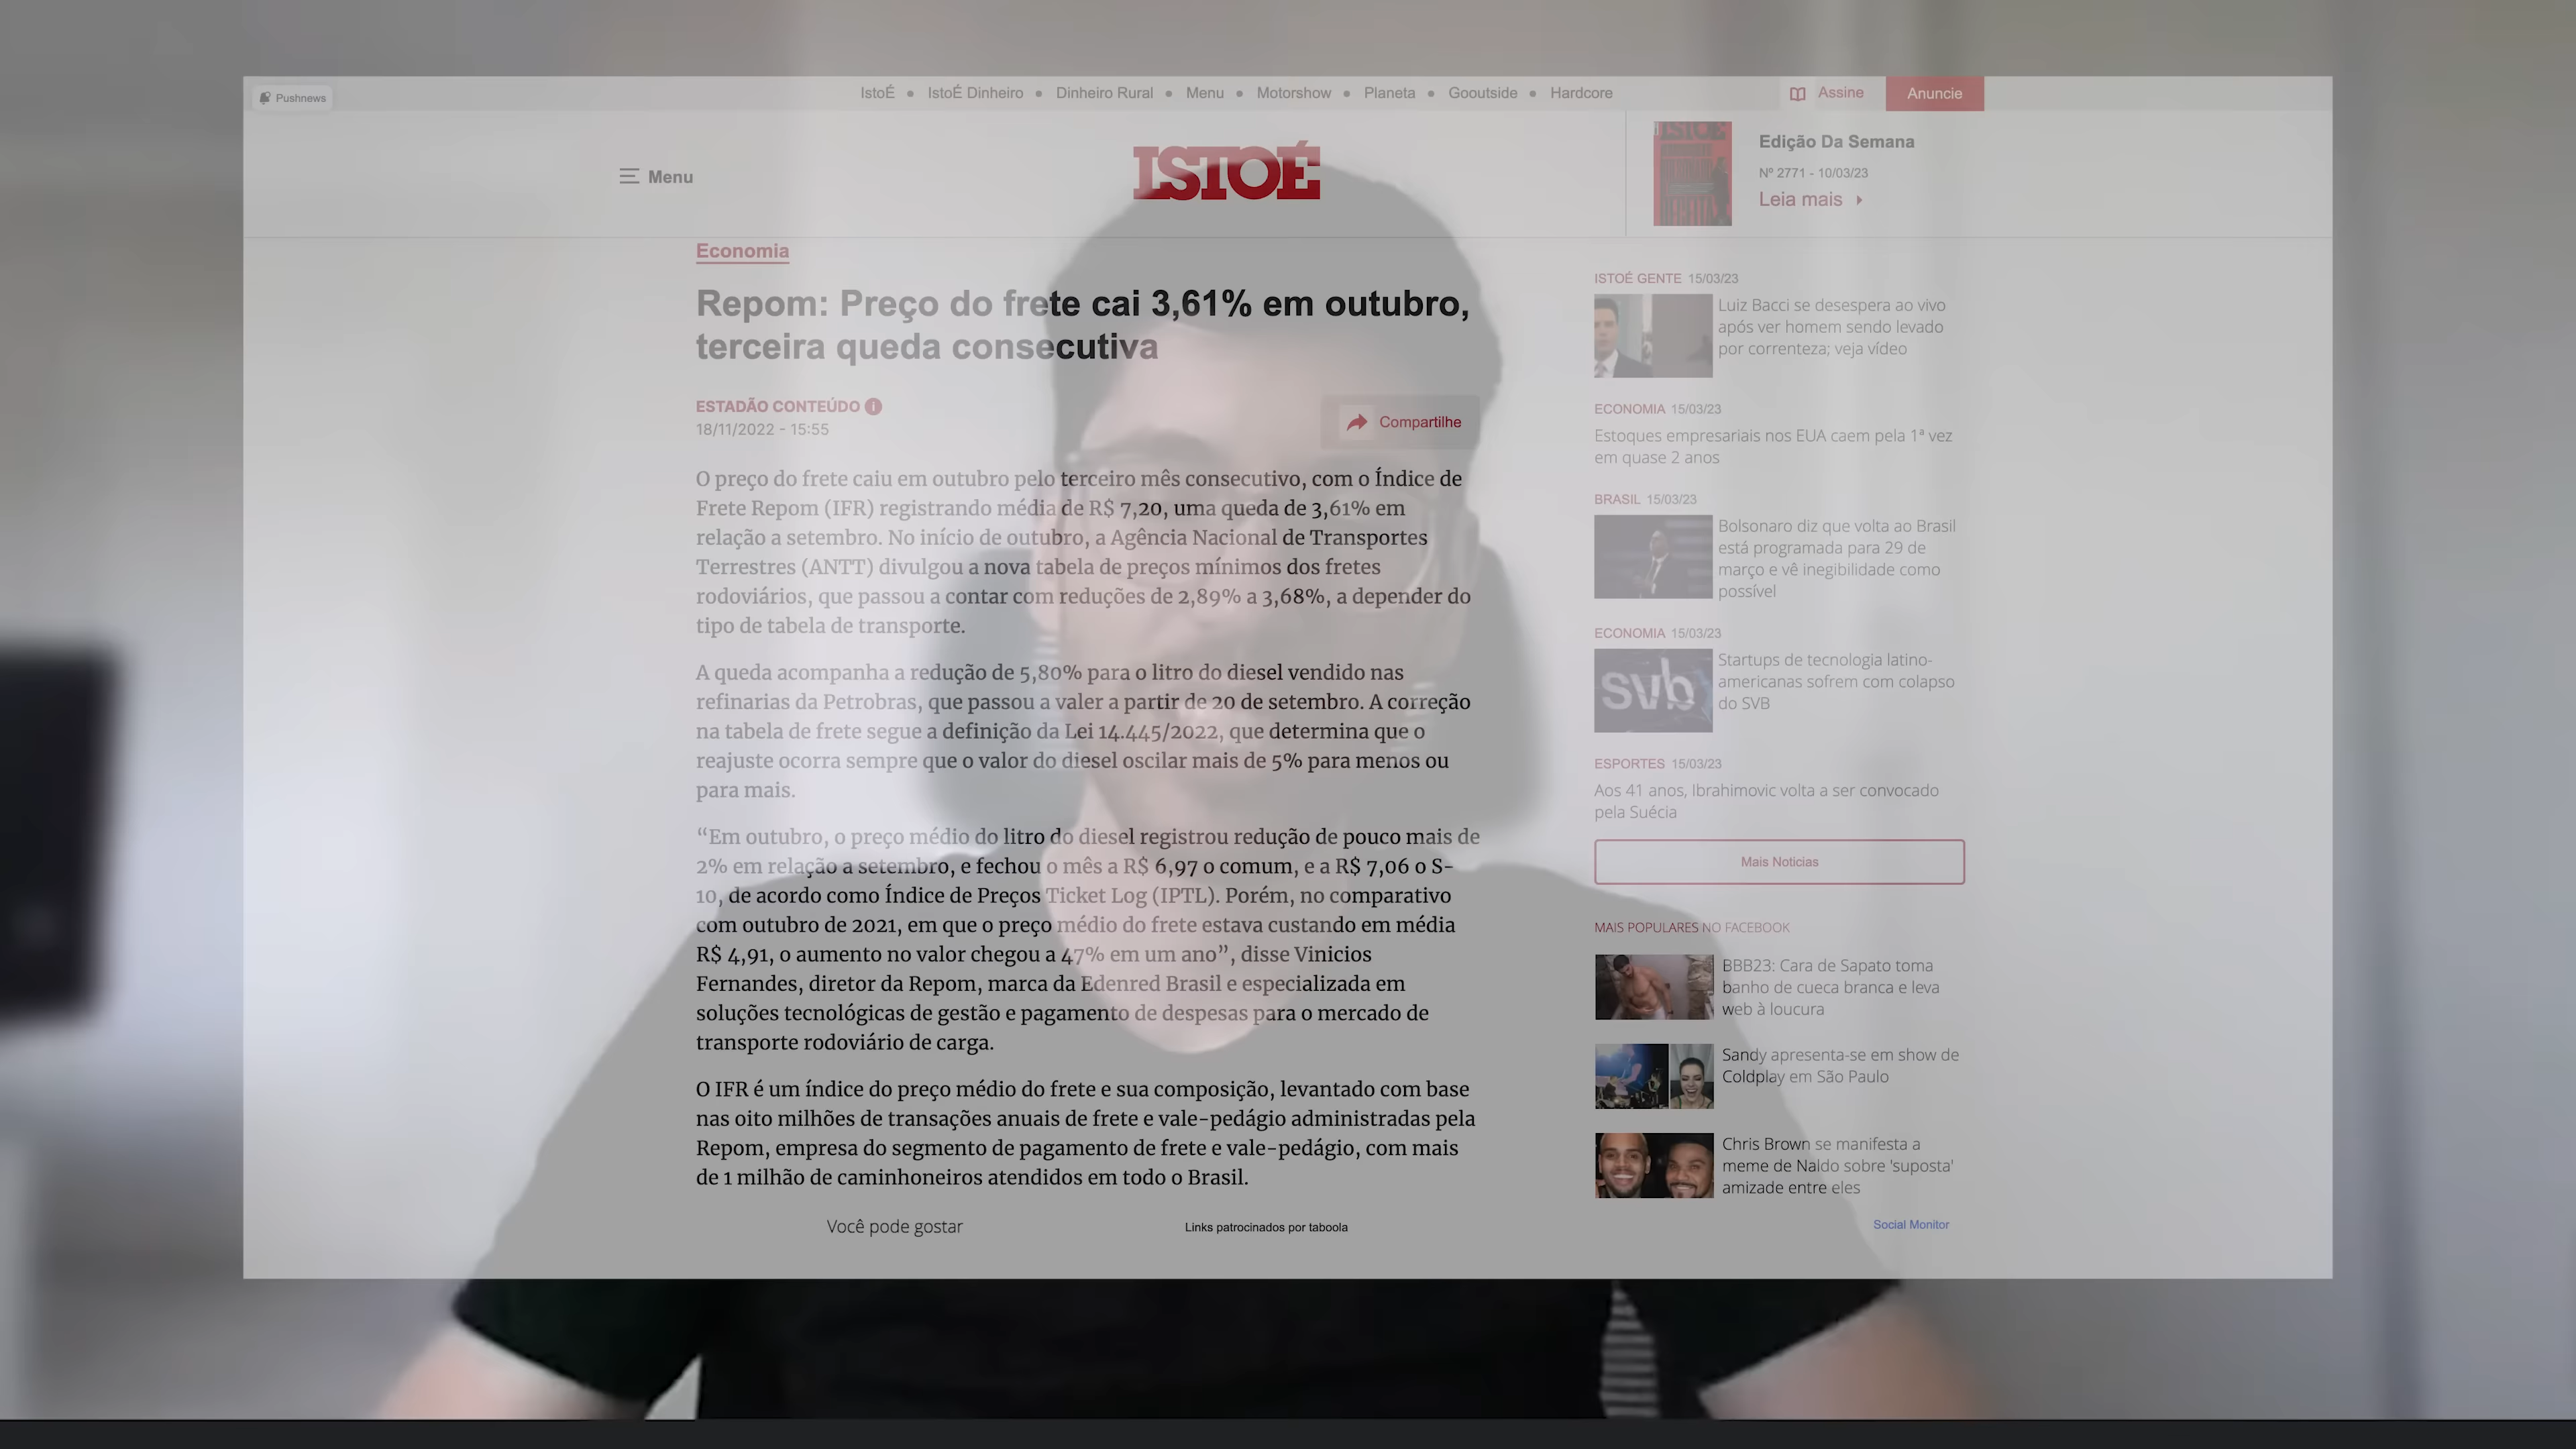 Pushnews
IstoÉ • IstoÉ Dinheiro • Dinheiro Rural • Menu • Motorshow • Planeta • Gooutside • Hardcore
Assine
Anuncie
Menu
ISTOÉ
Edição Da Semana
Nº 2771 - 10/03/23
Leia mais
Economia
Repom: Preço do frete cai 3,61% em outubro,
terceira queda consecutiva
ESTADÃO CONTEÚDO
18/11/2022 - 15:55
Compartilhe
O preço do frete caiu em outubro pelo terceiro mês consecutivo, com o Índice de
Frete Repom (IFR) registrando média de R$ 7,20, uma queda de 3,61% em
relação a setembro. No início de outubro, a Agência Nacional de Transportes
Terrestres (ANTT) divulgou a nova tabela de preços mínimos dos fretes
rodoviários, que passou a contar com reduções de 2,89% a 3,68%, a depender do
tipo de tabela de transporte.
A queda acompanha a redução de 5,80% para o litro do diesel vendido nas
refinarias da Petrobras, que passou a valer a partir de 20 de setembro. A correção
na tabela de frete segue a definição da Lei 14.445/2022, que determina que o
reajuste ocorra sempre que o valor do diesel oscilar mais de 5% para menos ou
para mais.
“Em outubro, o preço médio do litro do diesel registrou redução de pouco mais de
2% em relação a setembro, e fechou o mês a R$ 6,97 o comum, e a R$ 7,06 o S-
10, de acordo como Índice de Preços Ticket Log (IPTL). Porém, no comparativo
com outubro de 2021, em que o preço médio do frete estava custando em média
R$ 4,91, o aumento no valor chegou a 47% em um ano”, disse Vinicios
Fernandes, diretor da Repom, marca da Edenred Brasil e especializada em
soluções tecnológicas de gestão e pagamento de despesas para o mercado de
transporte rodoviário de carga.
O IFR é um índice do preço médio do frete e sua composição, levantado com base
nas oito milhões de transações anuais de frete e vale-pedágio administradas pela
Repom, empresa do segmento de pagamento de frete e vale-pedágio, com mais
de 1 milhão de caminhoneiros atendidos em todo o Brasil.
Você pode gostar
Links patrocinados por taboola
ISTOÉ GENTE 15/03/23
Luiz Bacci se desespera ao vivo
após ver homem sendo levado
por correnteza; veja vídeo
ECONOMIA 15/03/23
Estoques empresariais nos EUA caem pela 1ª vez
em quase 2 anos
BRASIL 15/03/23
Bolsonaro diz que volta ao Brasil
está programada para 29 de
março e vê inegibilidade como
possível
ECONOMIA 15/03/23
svb
Startups de tecnologia latino-
americanas sofrem com colapso
do SVB
ESPORTES 15/03/23
Aos 41 anos, Ibrahimovic volta a ser convocado
pela Suécia
Mais Noticias
MAIS POPULARES NO FACEBOOK
BBB23: Cara de Sapato toma
banho de cueca branca e leva
web à loucura
Sandy apresenta-se em show de
Coldplay em São Paulo
Chris Brown se manifesta a
meme de Naldo sobre 'suposta'
amizade entre eles
Social Monitor